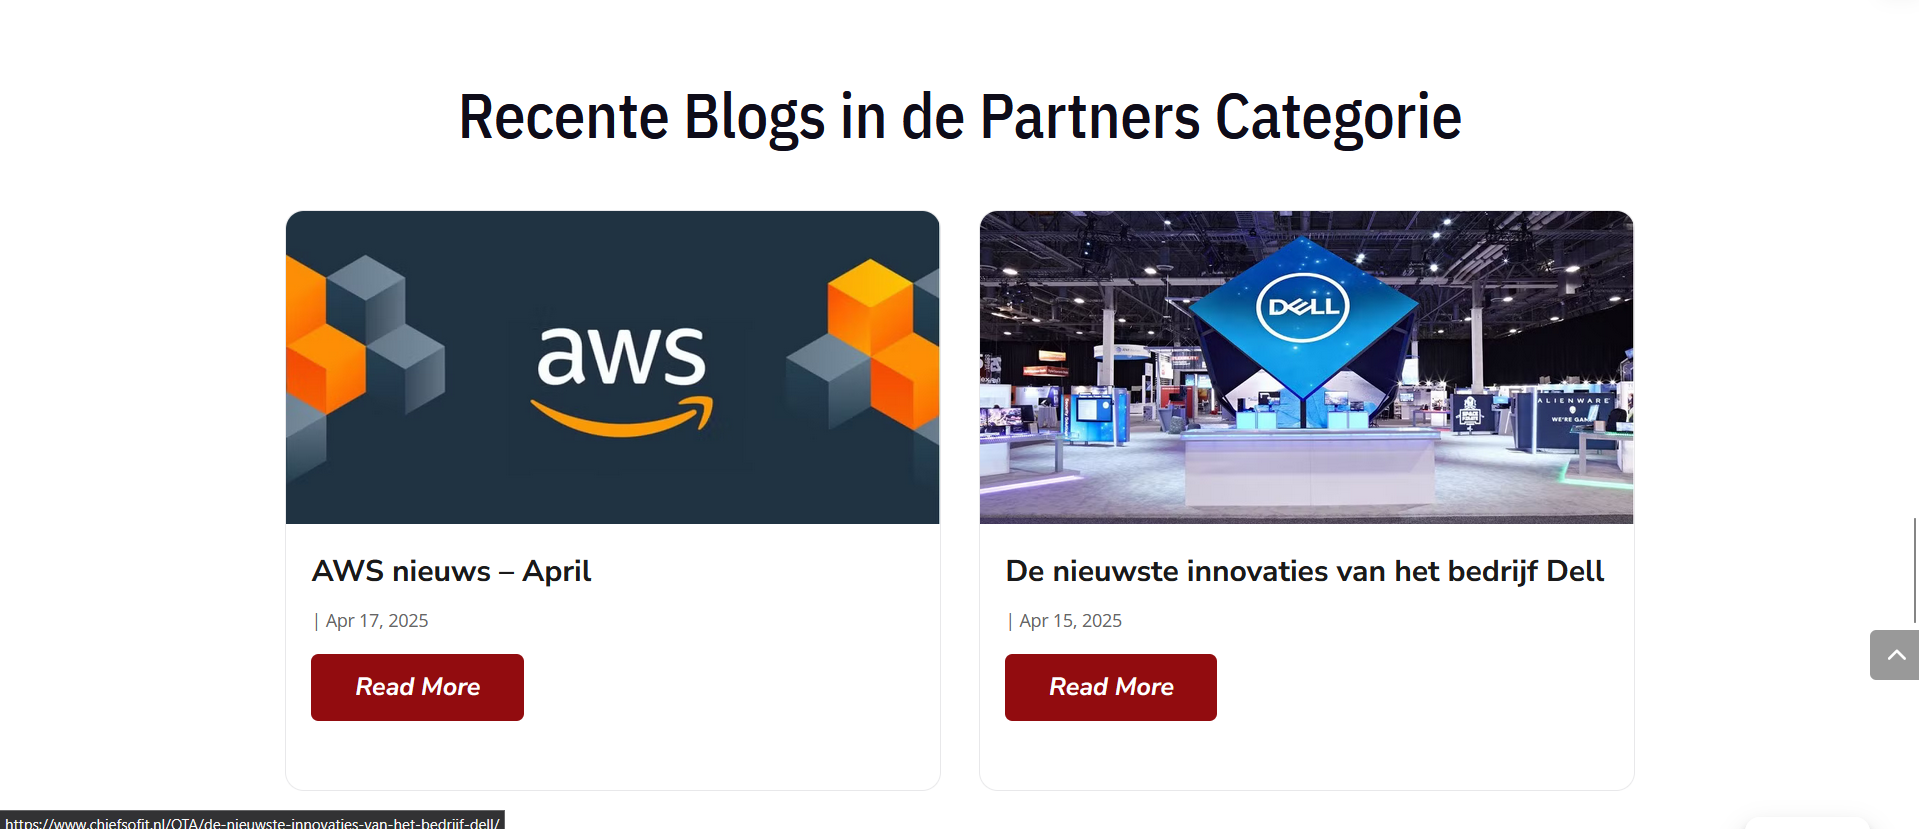 Recente Blogs in de Partners Categorie
aws
DELL
ALIENWARE
AWS nieuws – April
| Apr 17, 2025
Read More
De nieuwste innovaties van het bedrijf Dell
| Apr 15, 2025
Read More
https://www.chiefsofit.nl/OTA/de-nieuwste-innovaties-van-het-bedrijf-dell/